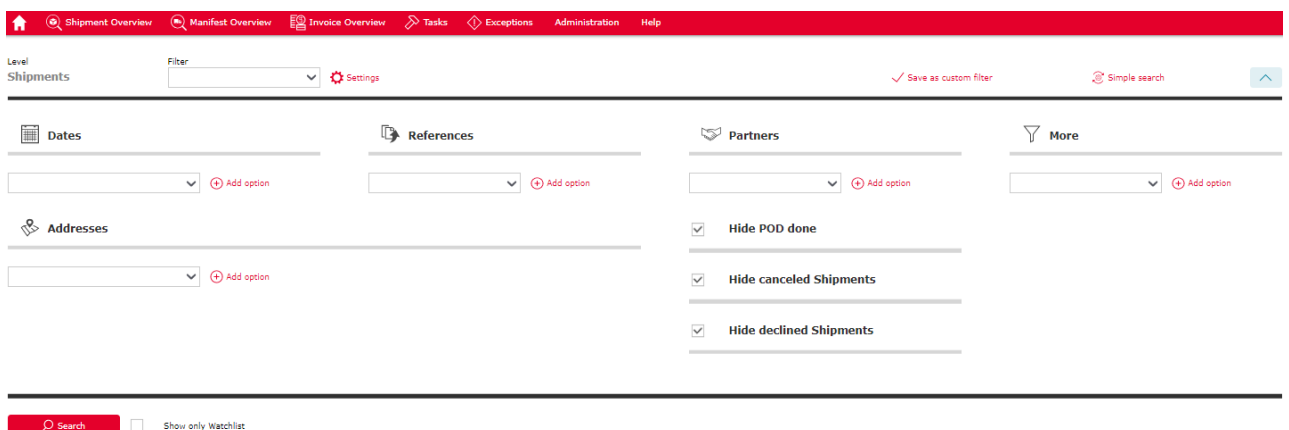 Shipment Overview Manifest Overview Invoice Overview Tasks Exceptions Administration Help
Level Filter
Shipments Settings Save as custom filter Simple search
Dates References Partners More
Add option Add option Add option Add option
Addresses Hide POD done
Add option Hide canceled Shipments
Hide declined Shipments
Search Show only Watchlist